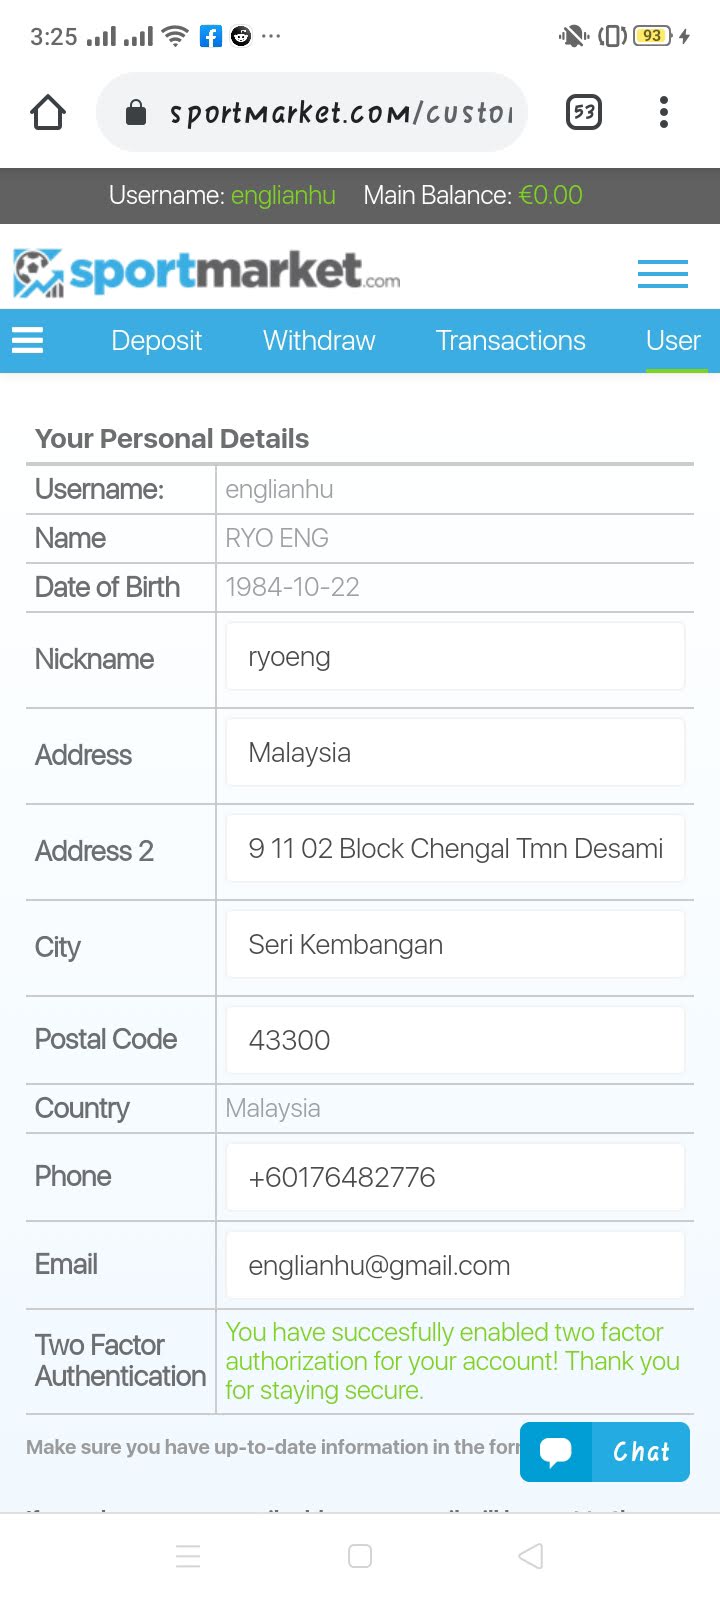 3:25
93
sportmarket.com/custor
53
Username: englianhu Main Balance: €0.00
sportmarket.com
Deposit Withdraw Transactions User
Your Personal Details
Username: englianhu
Name RYO ENG
Date of Birth 1984-10-22
Nickname ryoeng
Address Malaysia
Address 2 9 11 02 Block Chengal Tmn Desami
City Seri Kembangan
Postal Code 43300
Country Malaysia
Phone +60176482776
Email englianhu@gmail.com
Two Factor Authentication
You have succesfully enabled two factor
authorization for your account! Thank you
for staying secure.
Make sure you have up-to-date information in the for
Chat